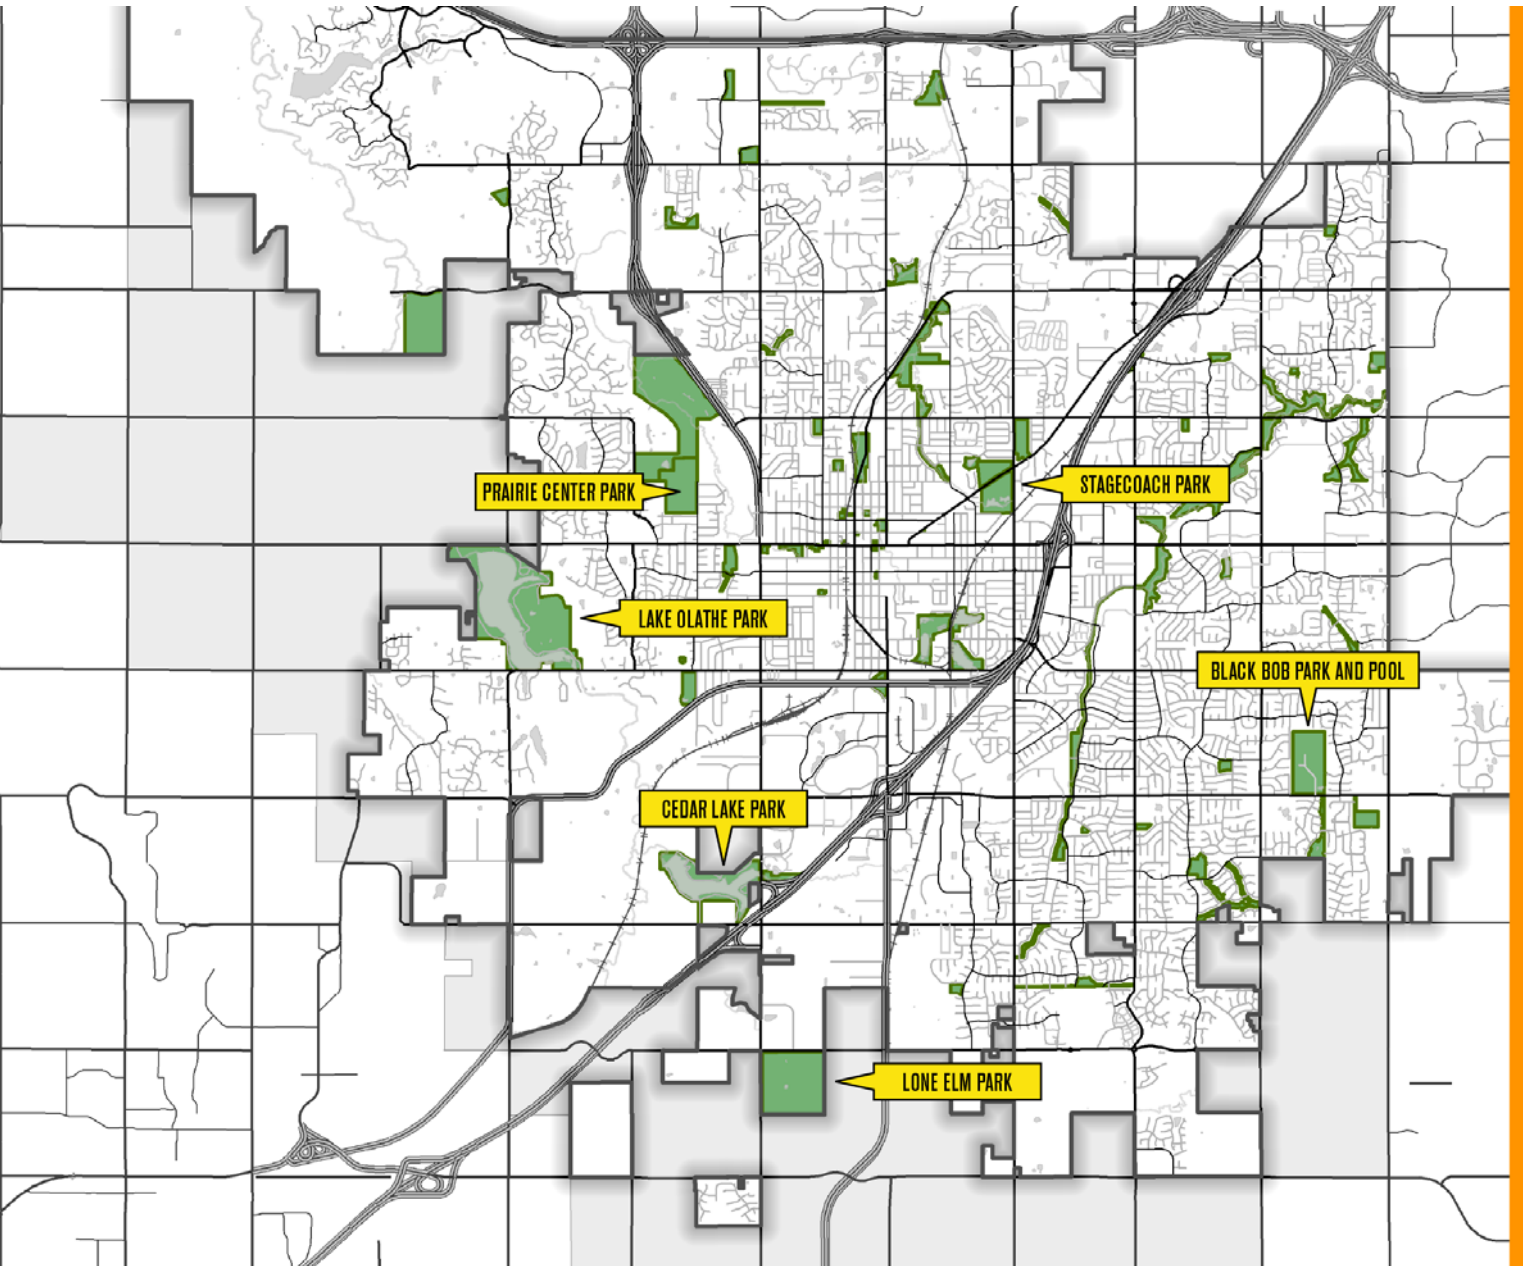 PRAIRIE CENTER PARK
STAGECOACH PARK
LAKE OLATHE PARK
BLACK BOB PARK AND POOL
CEDAR LAKE PARK
LONE ELM PARK